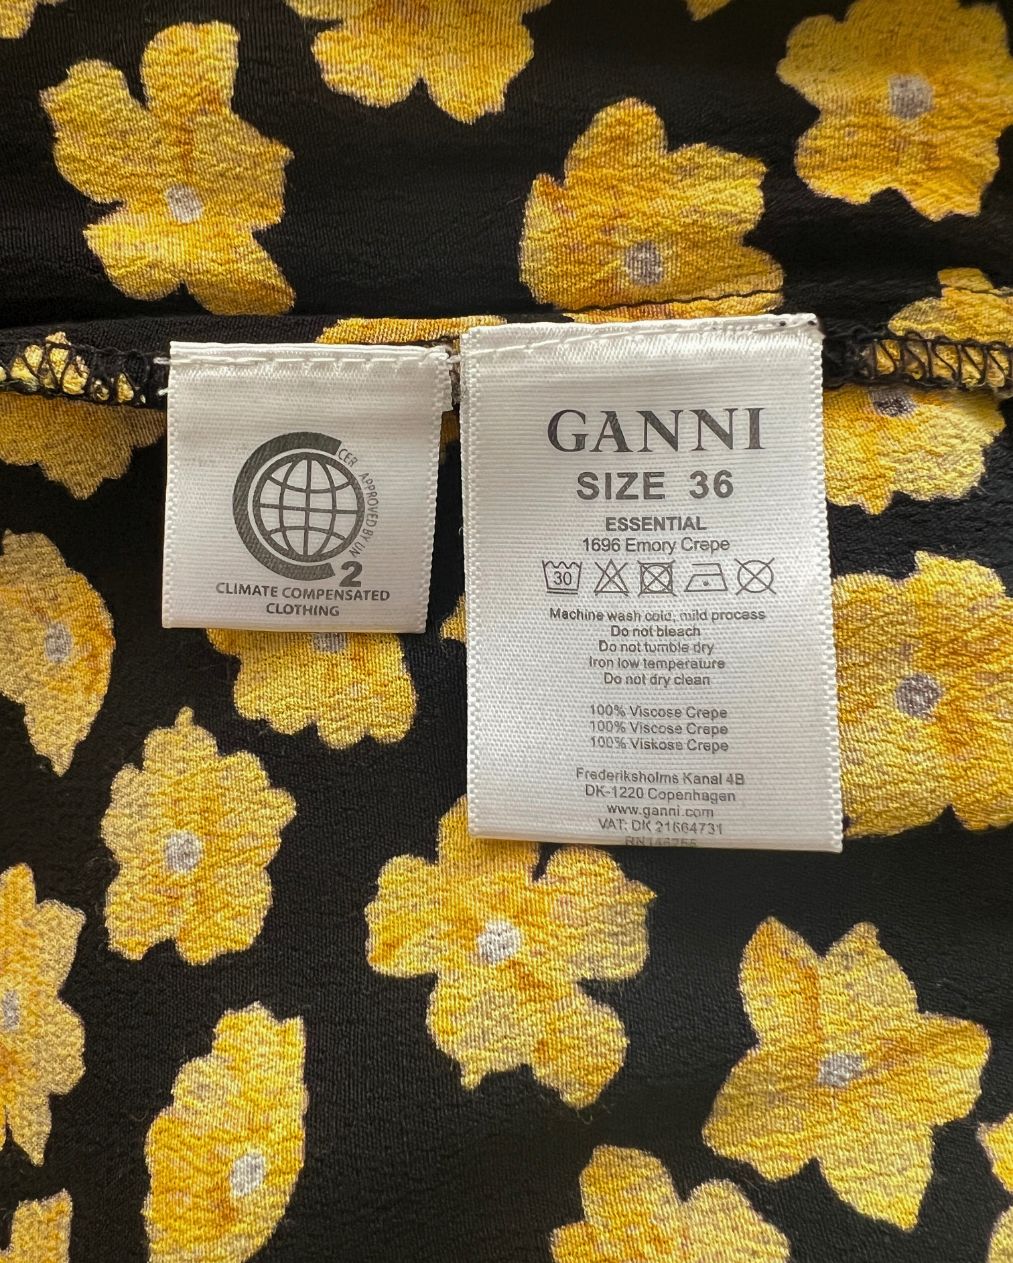 CER APPROVED BY UN
2
CLIMATE COMPENSATED
CLOTHING
GANNI
SIZE 36
ESSENTIAL
1696 Emory Crepe
30
Machine wash cold, mild process
Do not bleach
Do not tumble dry
Iron low temperature
Do not dry clean
100% Viscose Crepe
100% Viscose Crepe
100% Viskose Crepe
Frederiksholms Kanal 4B
DK-1220 Copenhagen
www.ganni.com
VAT: DK 21664731